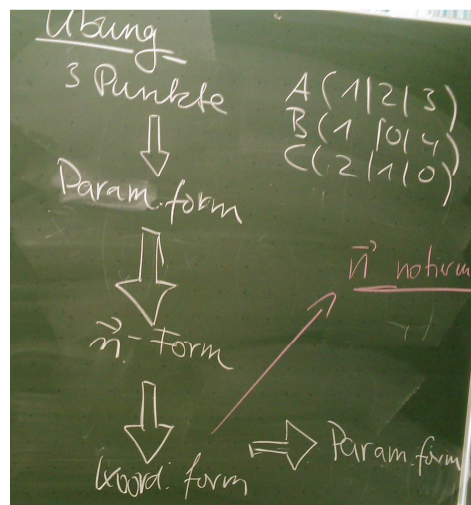 Übung
3 Punkte
A(1|2|3)
B(1|0|4)
C(2|1|0)
Param.form
n⃗ notieren
n⃗-Form
Koord.form
Param.form